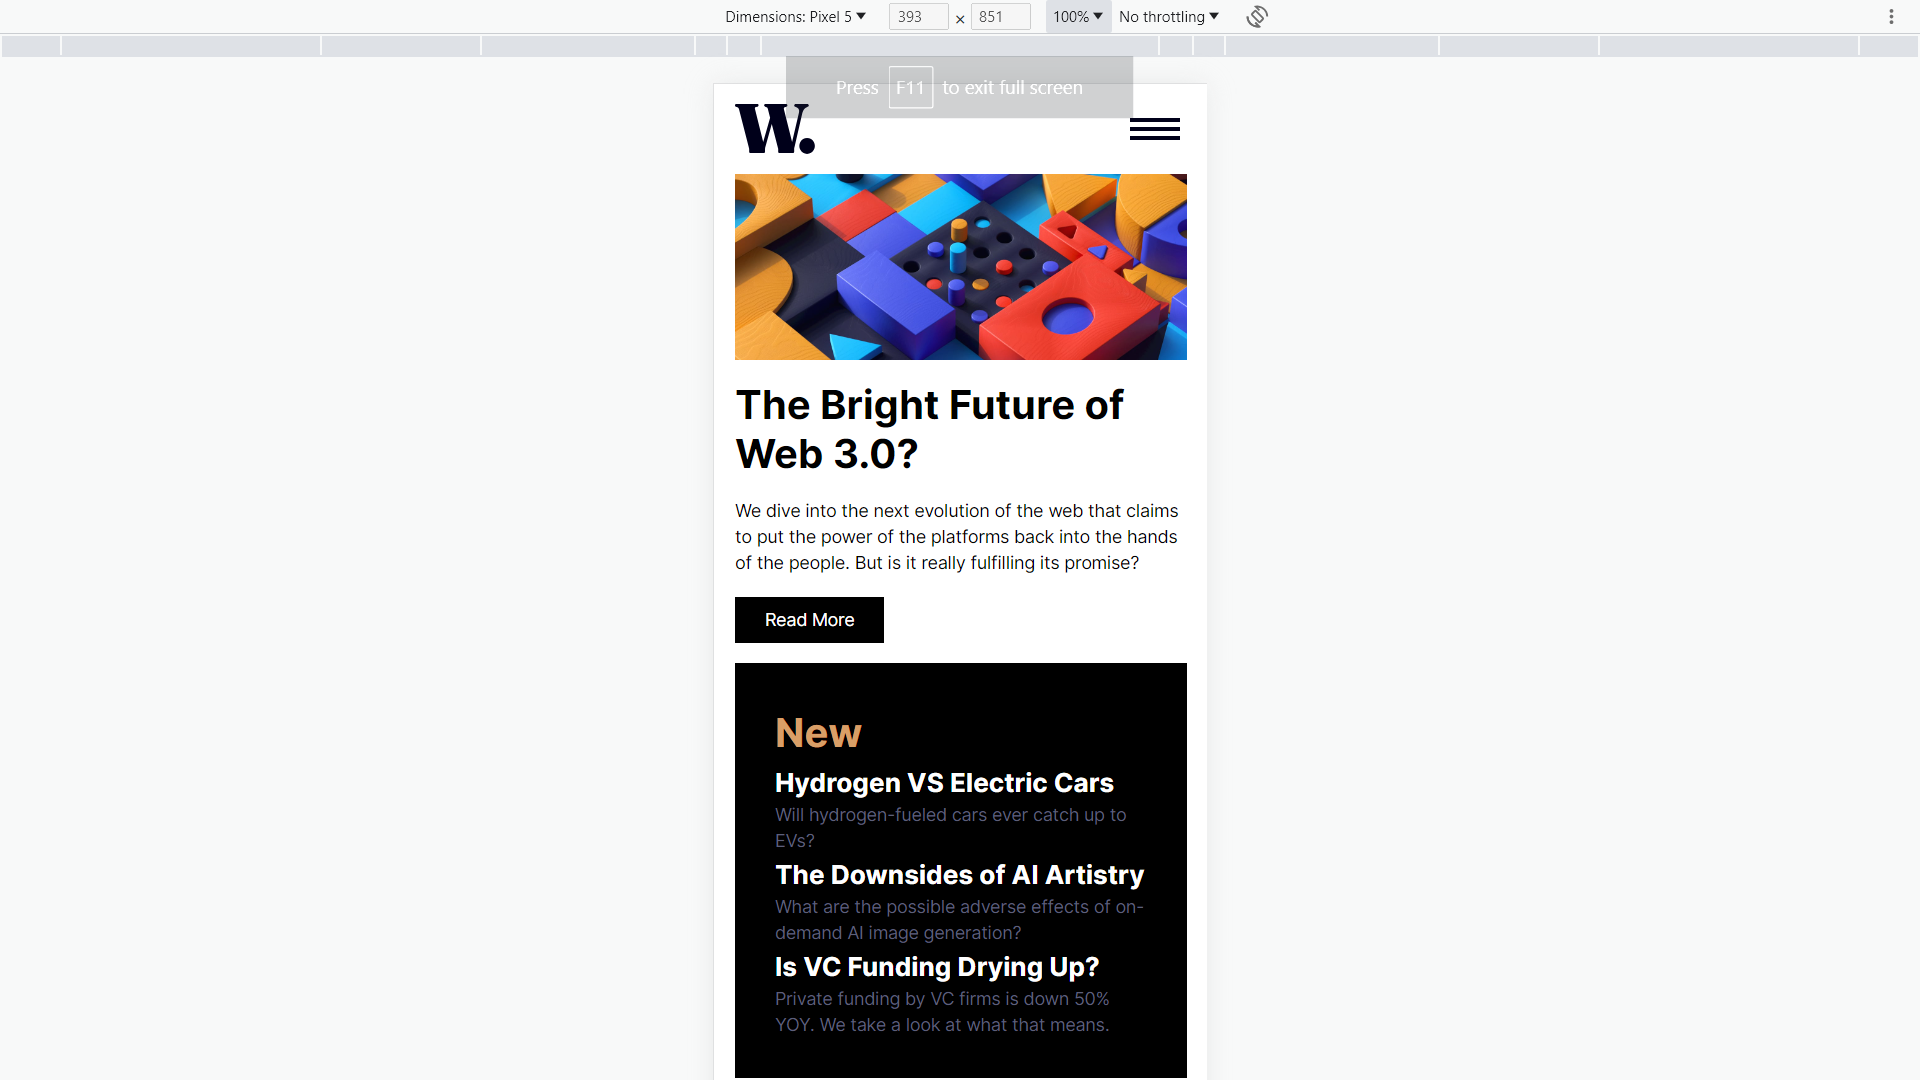 Dimensions: Pixel 5 393 × 851 100% No throttling
Press F11 to exit full screen
W.
The Bright Future of
Web 3.0?
We dive into the next evolution of the web that claims
to put the power of the platforms back into the hands
of the people. But is it really fulfilling its promise?
Read More
New
Hydrogen VS Electric Cars
Will hydrogen-fueled cars ever catch up to
EVs?
The Downsides of AI Artistry
What are the possible adverse effects of on-
demand AI image generation?
Is VC Funding Drying Up?
Private funding by VC firms is down 50%
YOY. We take a look at what that means.